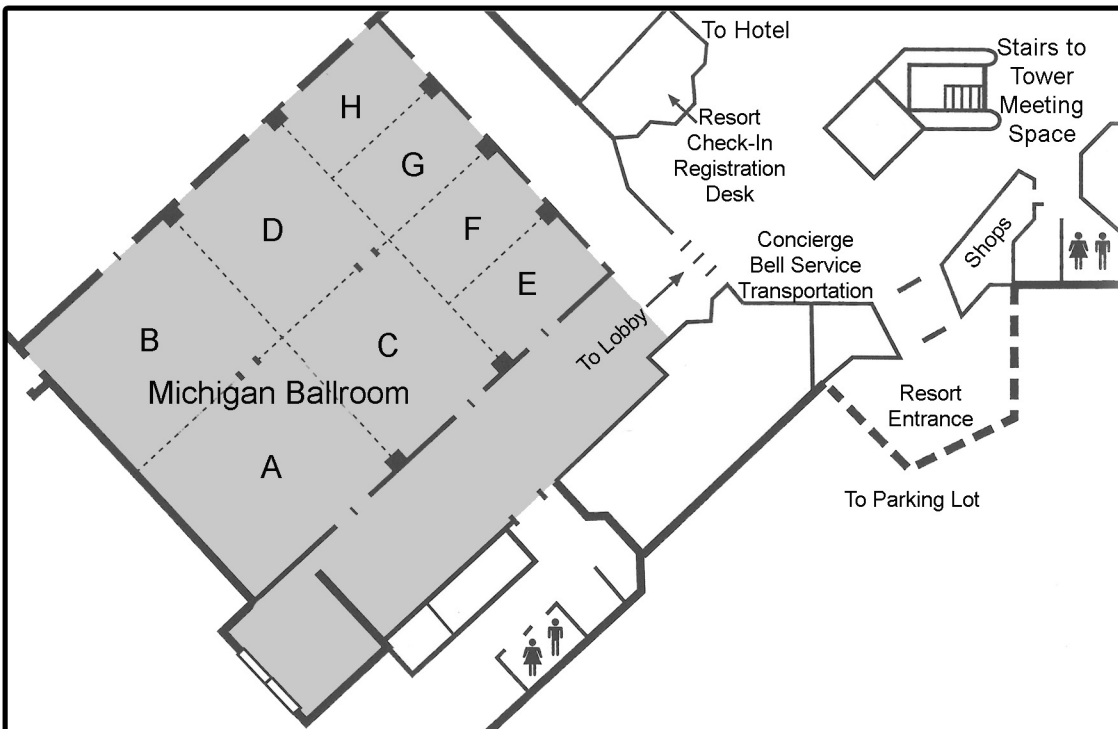 To Hotel
Stairs to
Tower
Meeting
Space
H
Resort
Check-In
Registration
Desk
G
D
F
Concierge
Bell Service
Transportation
Shops
E
B
C
To Lobby
Michigan Ballroom
Resort
Entrance
A
To Parking Lot